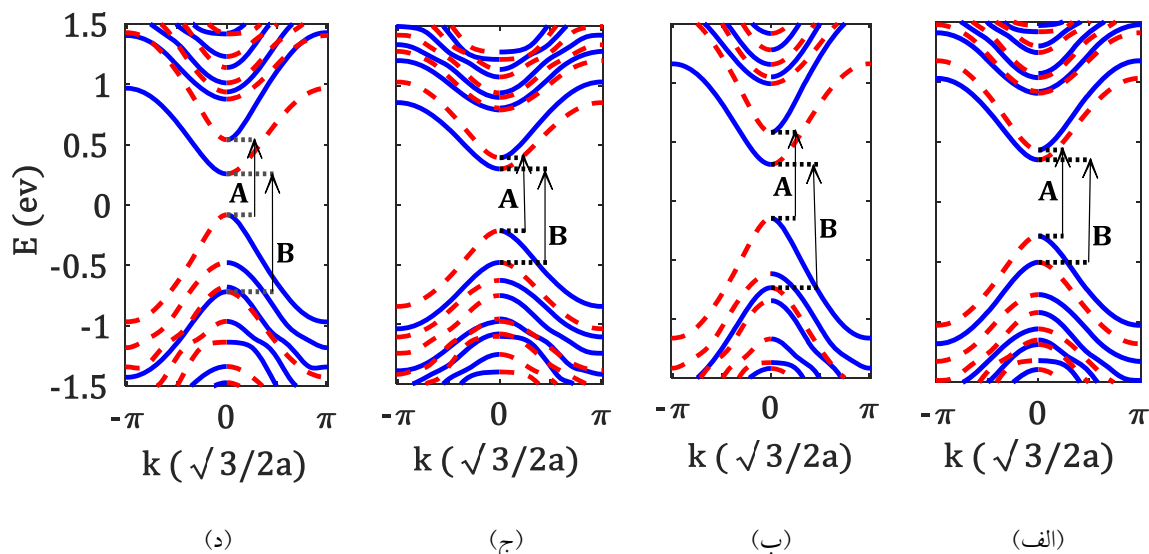 1.5
1
0.5
0
-0.5
-1
-1.5
E (ev)
A
B
A
B
A
B
A
B
-π 0 π -π 0 π -π 0 π -π 0 π
k (√3/2a) k (√3/2a) k (√3/2a) k (√3/2a)
(د) (ج) (ب) (الف)